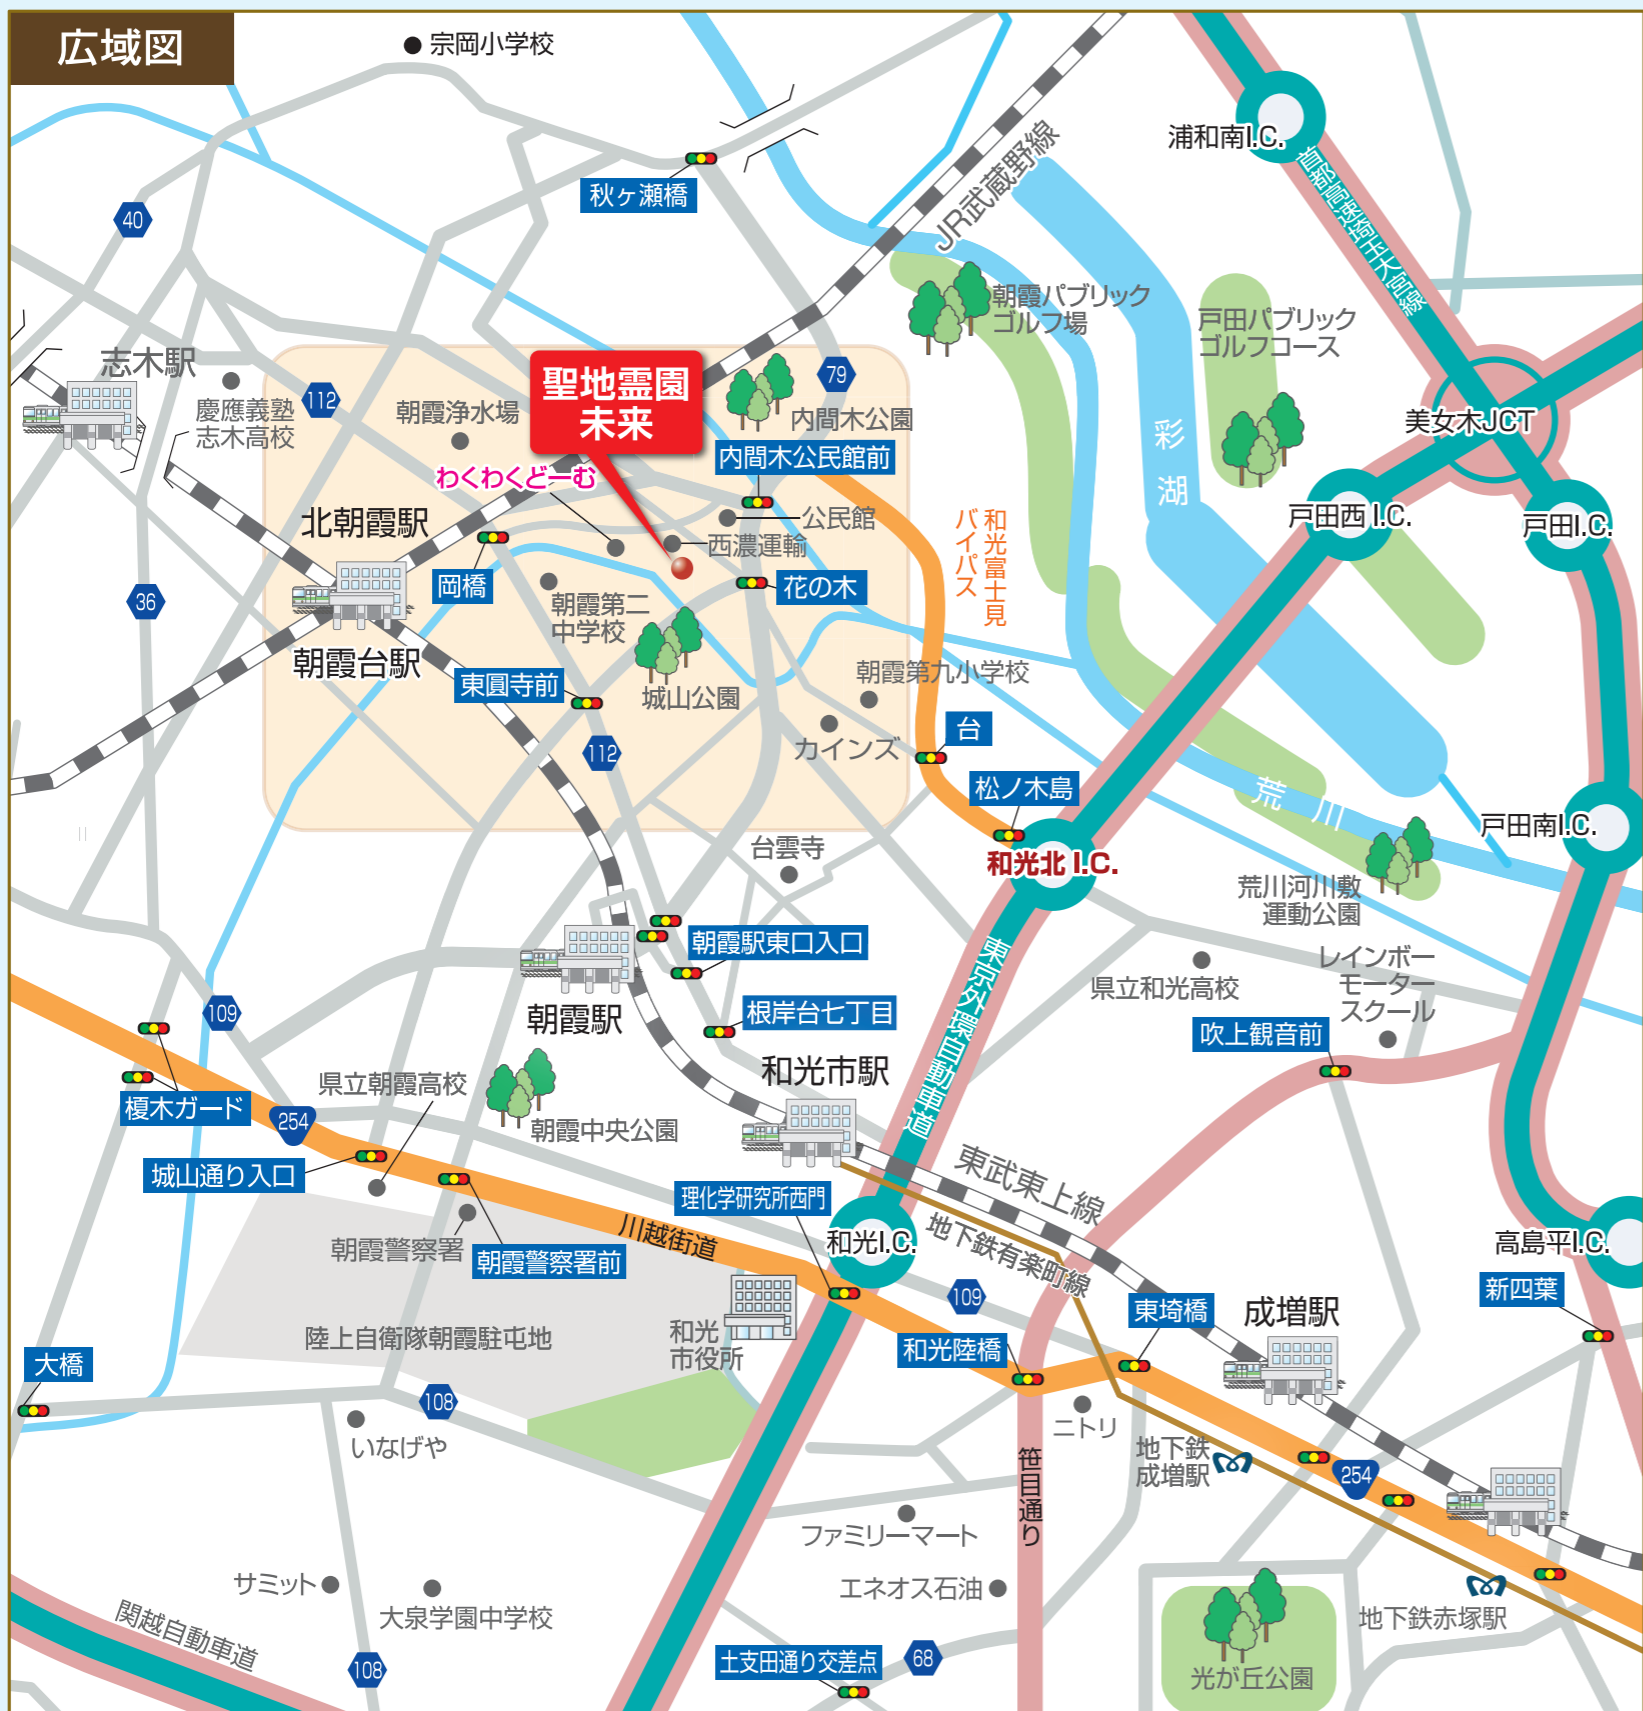 広域図
宗岡小学校
浦和南I.C.
首都高速埼玉大宮線
JR武蔵野線
秋ヶ瀬橋
40
朝霞パブリック
ゴルフ場
戸田パブリック
ゴルフコース
志木駅
慶應義塾
志木高校
112
朝霞浄水場
聖地霊園
未来
79
内間木公園
内間木公民館前
わくわくどーむ
彩湖
美女木JCT
戸田西I.C.
戸田I.C.
北朝霞駅
公民館
西濃運輸
和光富士見
バイパス
岡橋
花の木
36
朝霞第二
中学校
朝霞台駅
東圓寺前
城山公園
朝霞第九小学校
カインズ
台
112
松ノ木島
荒川
戸田南I.C.
台雲寺
和光北I.C.
荒川河川敷
運動公園
朝霞駅東口入口
東京外環自動車道
県立和光高校
レインボー
モーター
スクール
109
朝霞駅
根岸台七丁目
吹上観音前
和光市駅
榎木ガード
県立朝霞高校
254
朝霞中央公園
城山通り入口
理化学研究所西門
東武東上線
地下鉄有楽町線
朝霞警察署
朝霞警察署前
川越街道
和光I.C.
高島平I.C.
新四葉
109
東埼橋
成増駅
陸上自衛隊朝霞駐屯地
和光
市役所
和光陸橋
大橋
108
いなげや
ニトリ
地下鉄
成増駅
254
笹目通り
ファミリーマート
サミット
大泉学園中学校
エネオス石油
地下鉄赤塚駅
関越自動車道
108
土支田通り交差点
68
光が丘公園